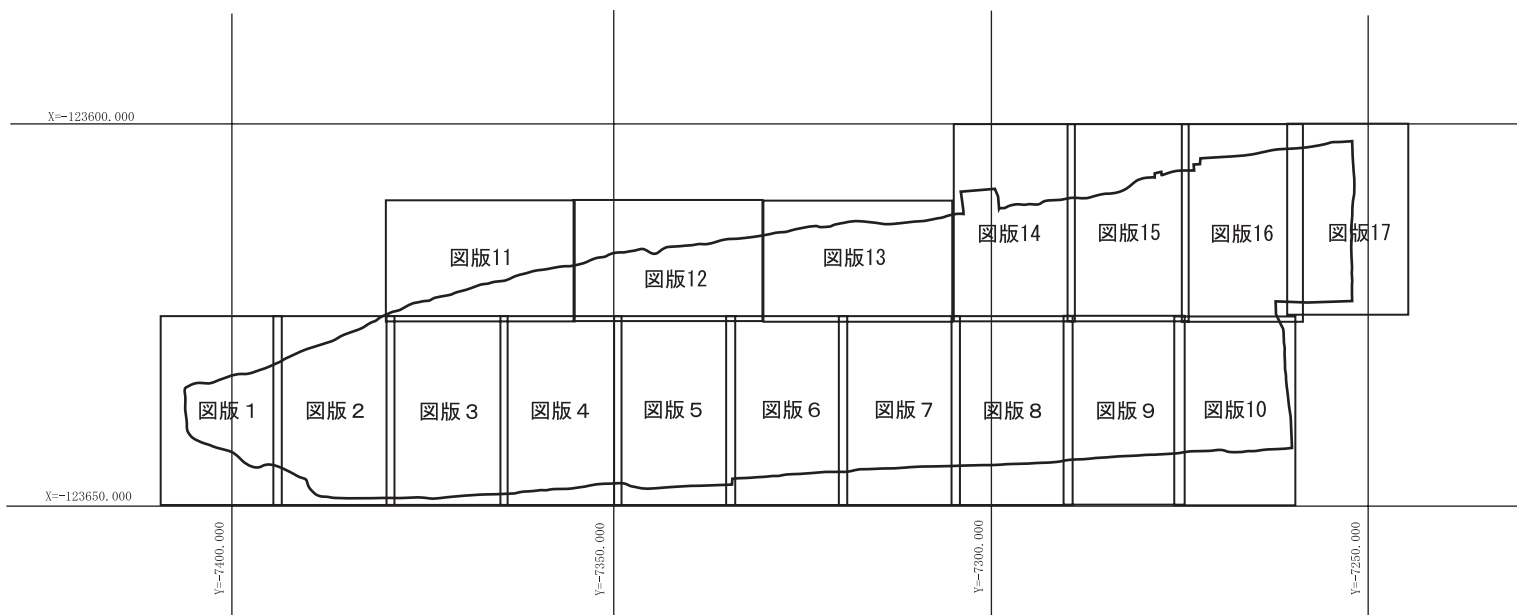 X=-123600.000
図版14
図版15
図版16
図版17
図版11
図版12
図版13
図版１
図版２
図版３
図版４
図版５
図版６
図版７
図版８
図版９
図版10
X=-123650.000
Y=-7400.000
Y=-7350.000
Y=-7300.000
Y=-7250.000